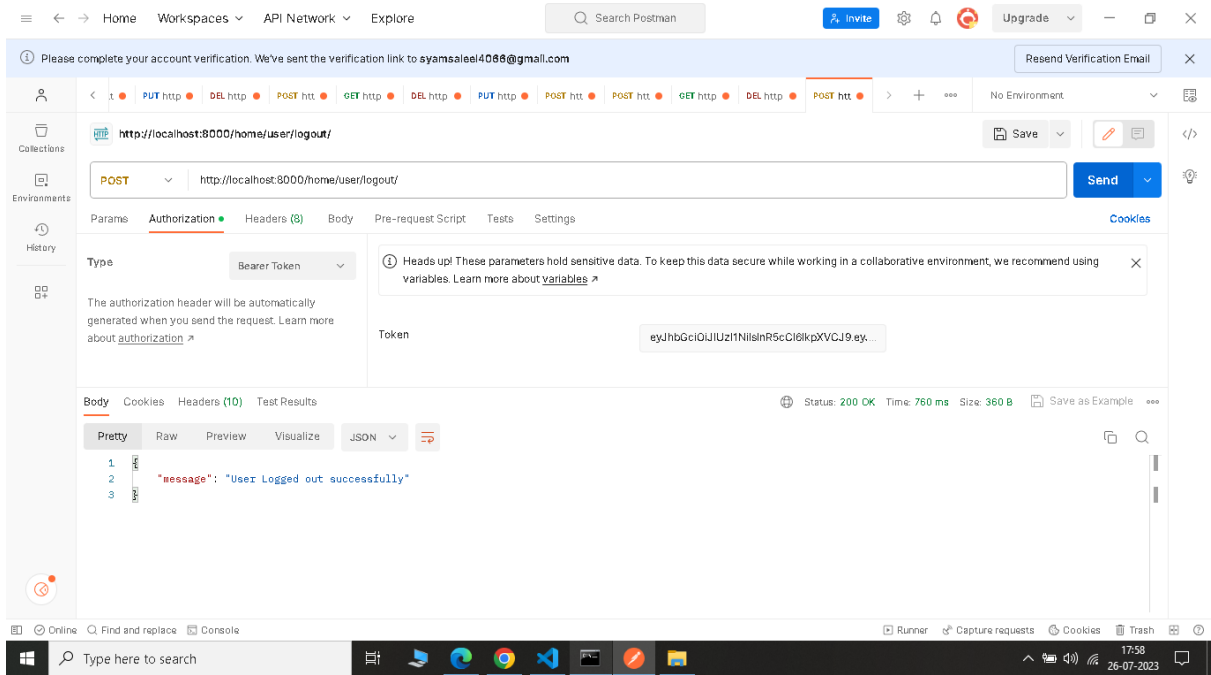 Home Workspaces API Network Explore Search Postman Invite Upgrade
Please complete your account verification. We've sent the verification link to syamsaleel4066@gmail.com Resend Verification Email
.t PUT http DEL http POST htt GET http DEL http PUT http POST htt POST htt GET http DEL http POST htt No Environment
HTTP http://localhost:8000/home/user/logout/ Save
Collections
POST http://localhost:8000/home/user/logout/ Send
Environments
Params Authorization Headers (8) Body Pre-request Script Tests Settings Cookies
History
Type Bearer Token
Heads up! These parameters hold sensitive data. To keep this data secure while working in a collaborative environment, we recommend using
variables. Learn more about variables ↗
The authorization header will be automatically
generated when you send the request. Learn more
about authorization ↗
Token
Body Cookies Headers (10) Test Results Status: 200 OK Time: 760 ms Size: 360 B Save as Example
Pretty Raw Preview Visualize JSON
1 {
2 "message": "User Logged out successfully"
3 }
Online Find and replace Console Runner Capture requests Cookies Trash
Type here to search
17:58
26-07-2023